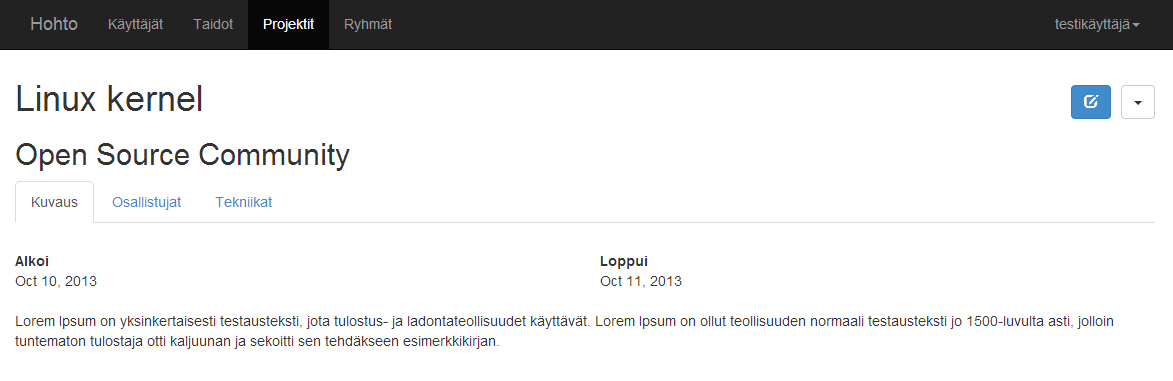 Hohto Käyttäjät Taidot Projektit Ryhmät testikäyttäjä
Linux kernel
Open Source Community
Kuvaus Osallistujat Tekniikat
Alkoi Loppui
Oct 10, 2013 Oct 11, 2013
Lorem Ipsum on yksinkertaisesti testausteksti, jota tulostus- ja ladontateollisuudet käyttävät. Lorem Ipsum on ollut teollisuuden normaali testausteksti jo 1500-luvulta asti, jolloin
tuntematon tulostaja otti kaljuunan ja sekoitti sen tehdäkseen esimerkkikirjan.